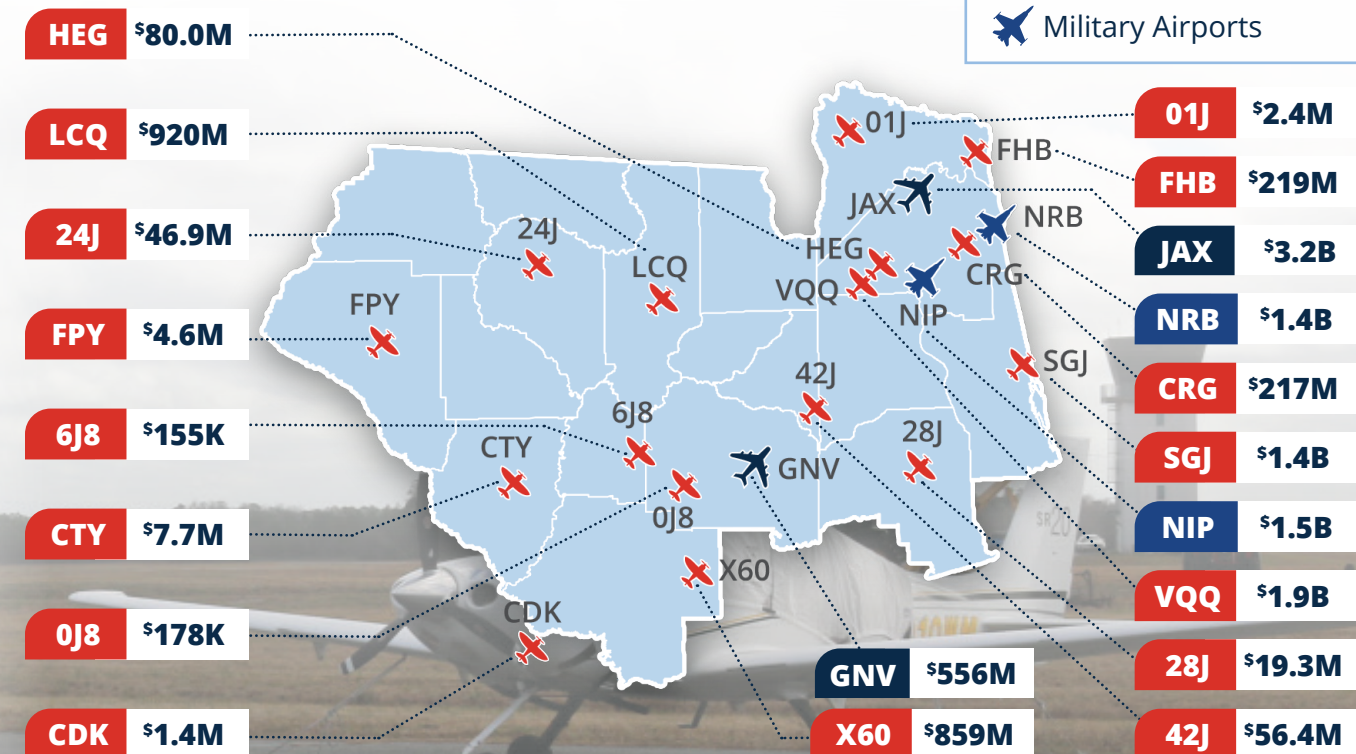 Military Airports
HEG $80.0M
LCQ $920M
24J $46.9M
FPY $4.6M
6J8 $155K
CTY $7.7M
0J8 $178K
CDK $1.4M
01J
FHB
JAX
NRB
HEG
CRG
VQQ
NIP
24J
LCQ
FPY
SGJ
42J
6J8
28J
CTY
GNV
0J8
X60
CDK
SR20
01J $2.4M
FHB $219M
JAX $3.2B
NRB $1.4B
CRG $217M
SGJ $1.4B
NIP $1.5B
VQQ $1.9B
28J $19.3M
42J $56.4M
GNV $556M
X60 $859M